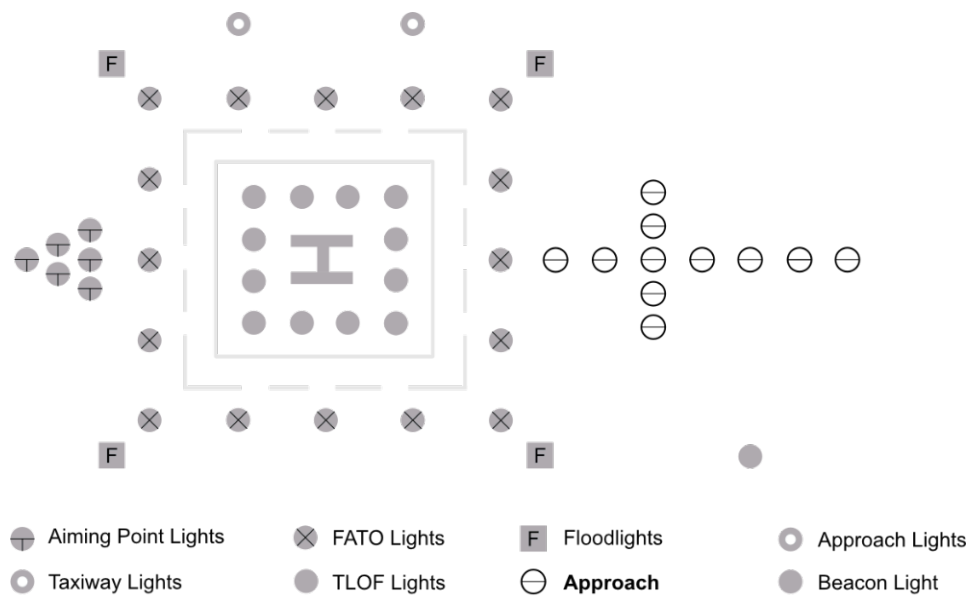 F F
H
F F
Aiming Point Lights FATO Lights F Floodlights Approach Lights
Taxiway Lights TLOF Lights Approach Beacon Light